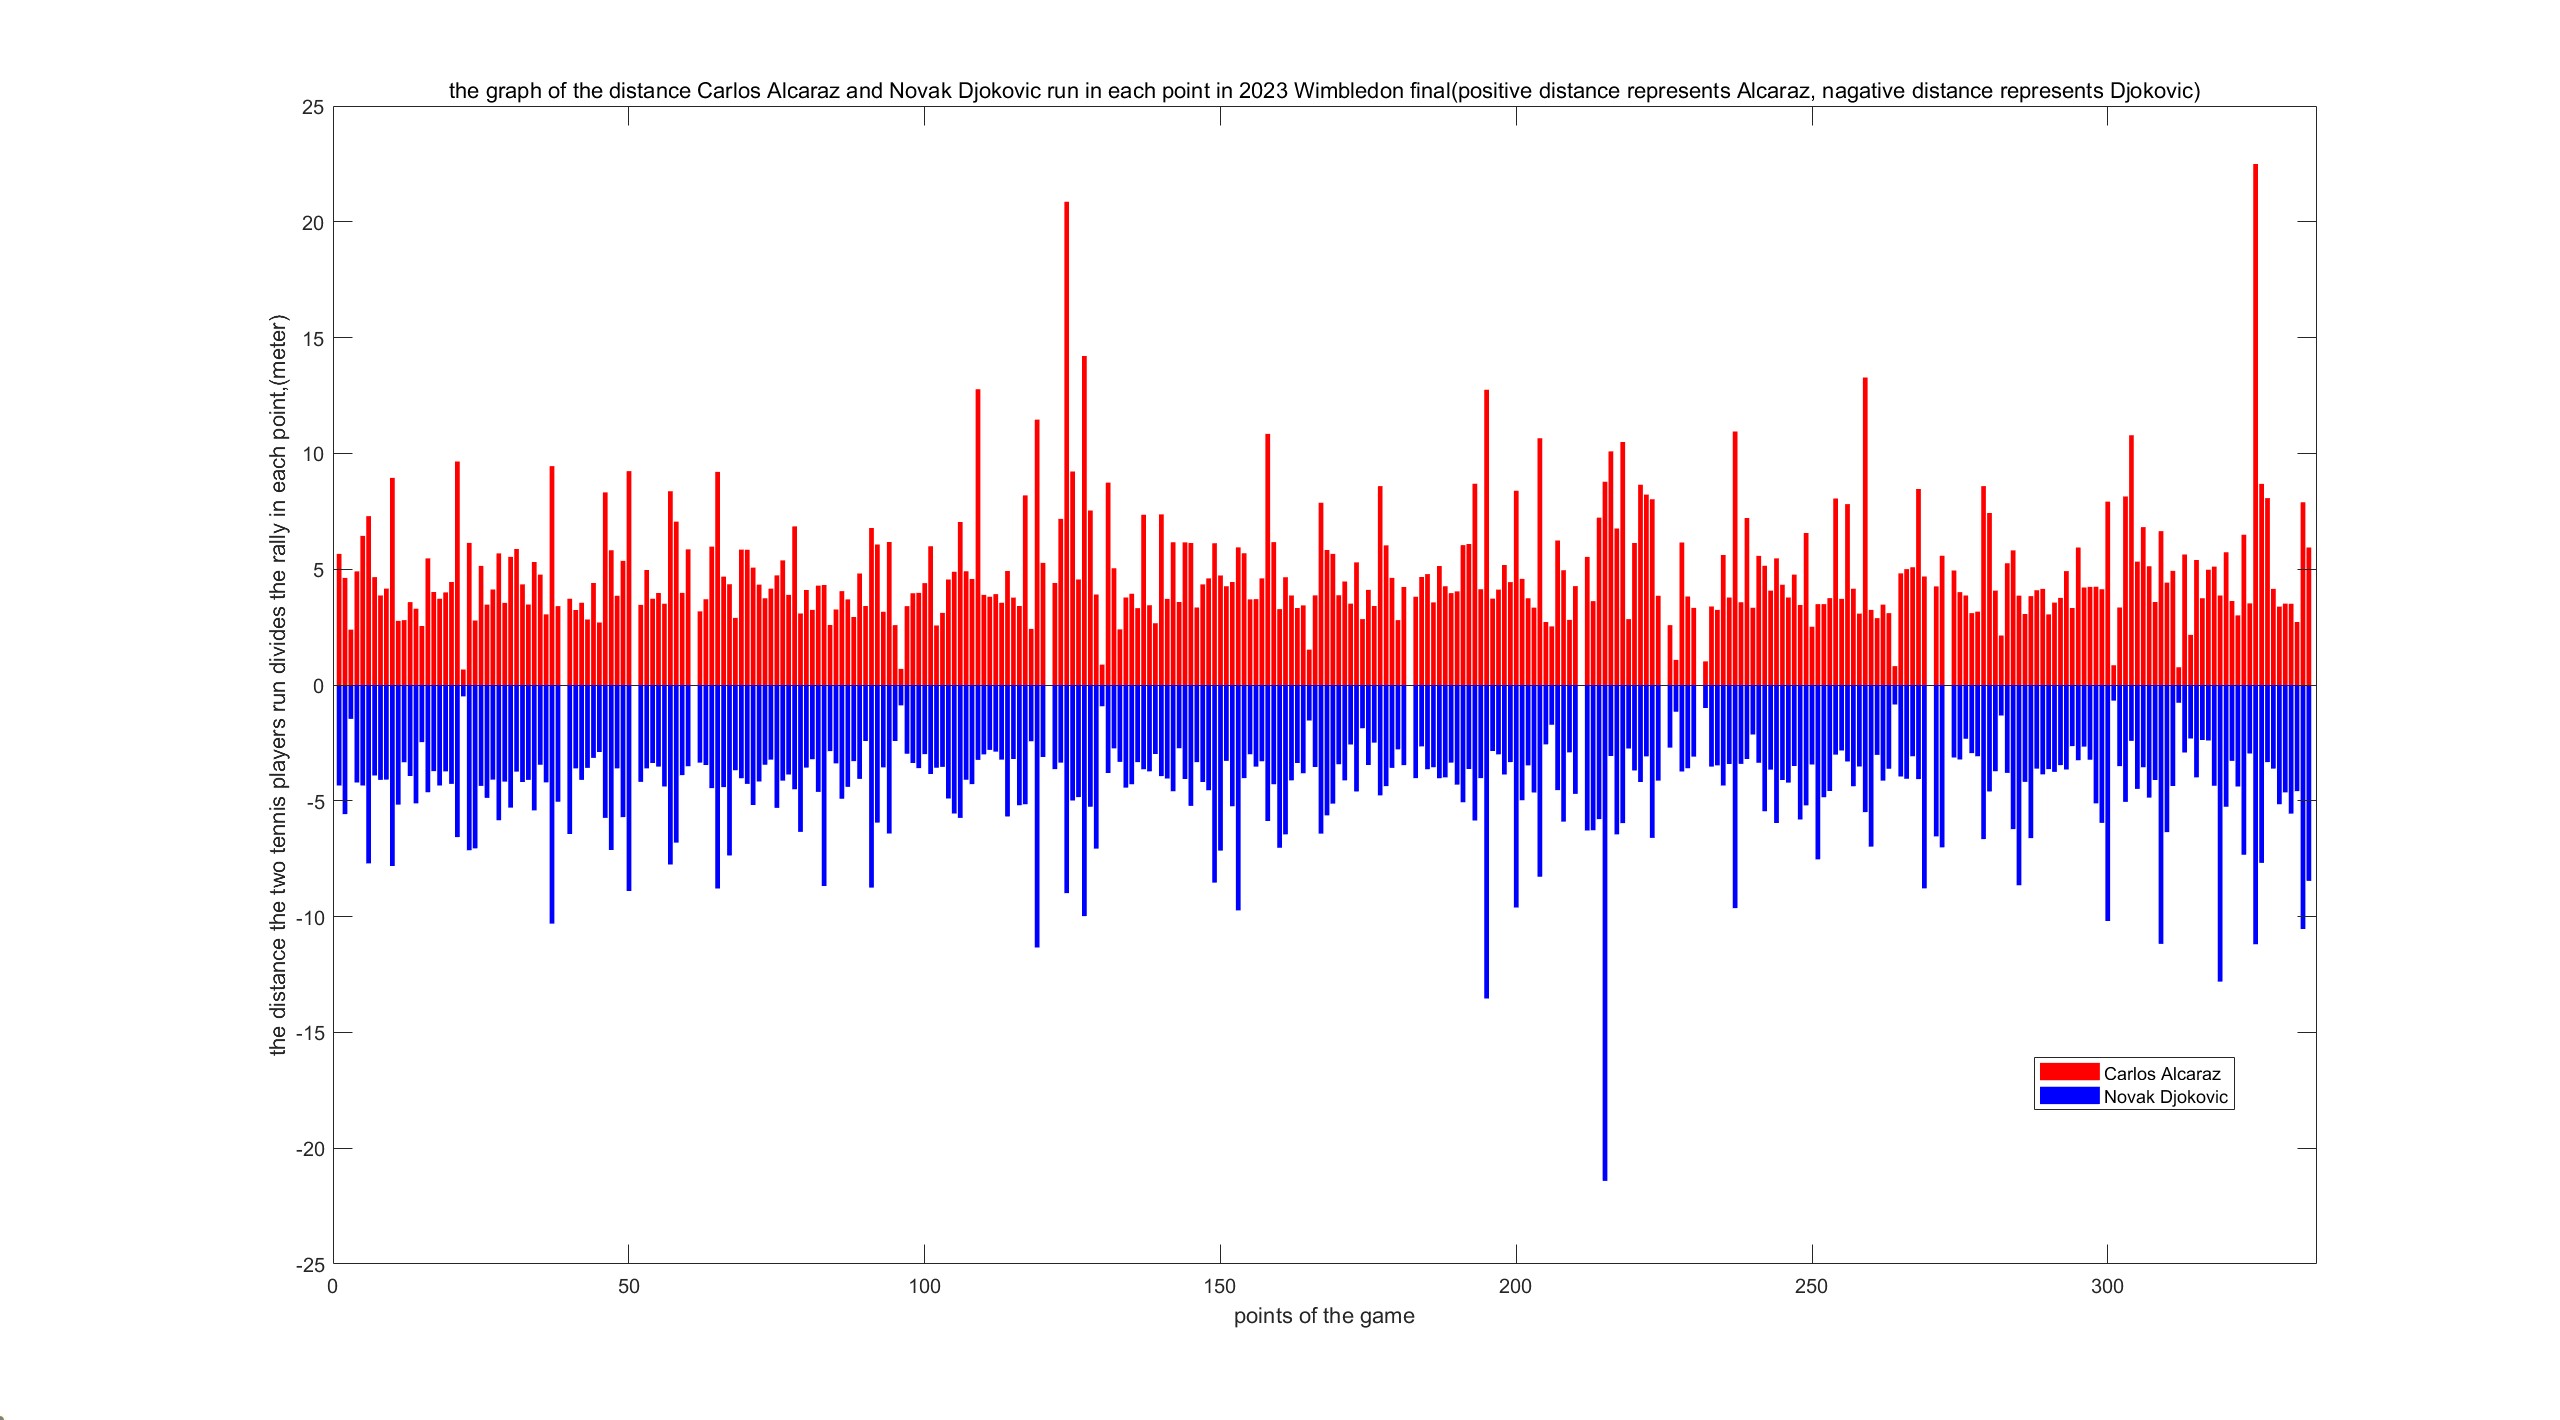 the graph of the distance Carlos Alcaraz and Novak Djokovic run in each point in 2023 Wimbledon final(positive distance represents Alcaraz, nagative distance represents Djokovic)
the distance the two tennis players run divides the rally in each point,(meter)
25
20
15
10
5
0
-5
-10
-15
-20
-25
0 50 100 150 200 250 300
points of the game
Carlos Alcaraz
Novak Djokovic